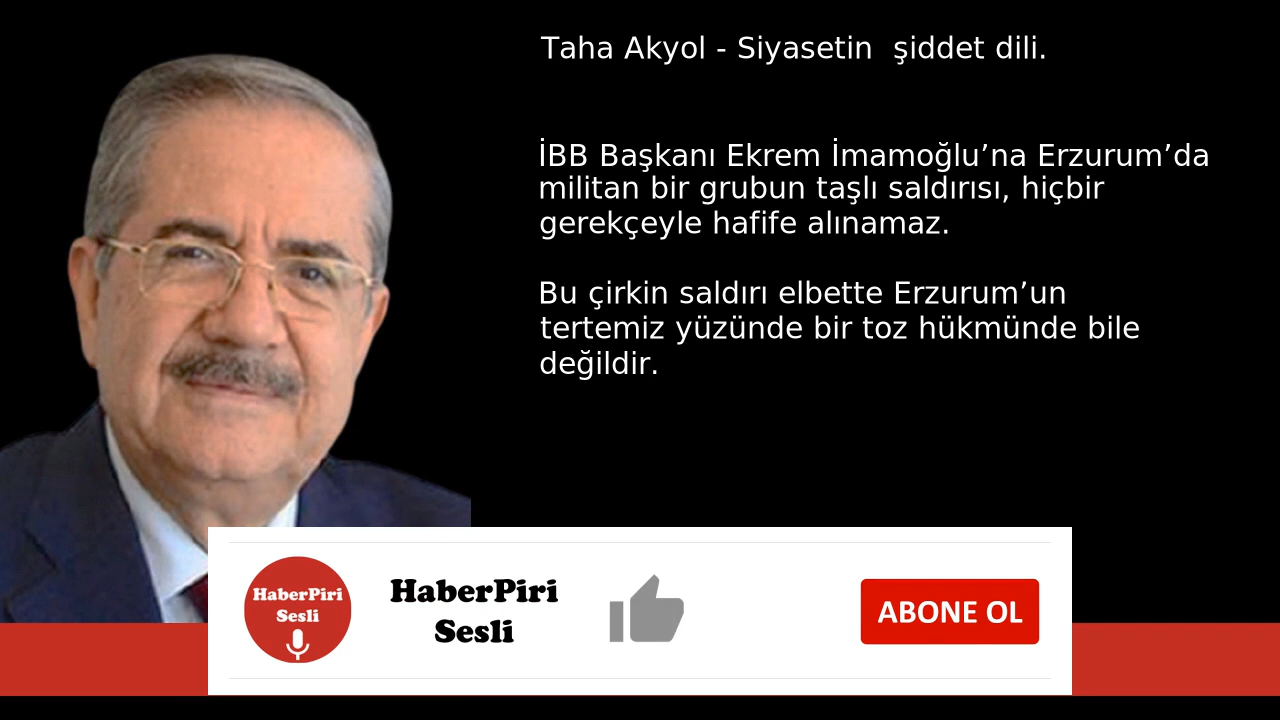 Taha Akyol - Siyasetin  şiddet dili.
İBB Başkanı Ekrem İmamoğlu’na Erzurum’da
militan bir grubun taşlı saldırısı, hiçbir
gerekçeyle hafife alınamaz.
Bu çirkin saldırı elbette Erzurum’un
tertemiz yüzünde bir toz hükmünde bile
değildir.
HaberPiri
Sesli
HaberPiri
Sesli
ABONE OL